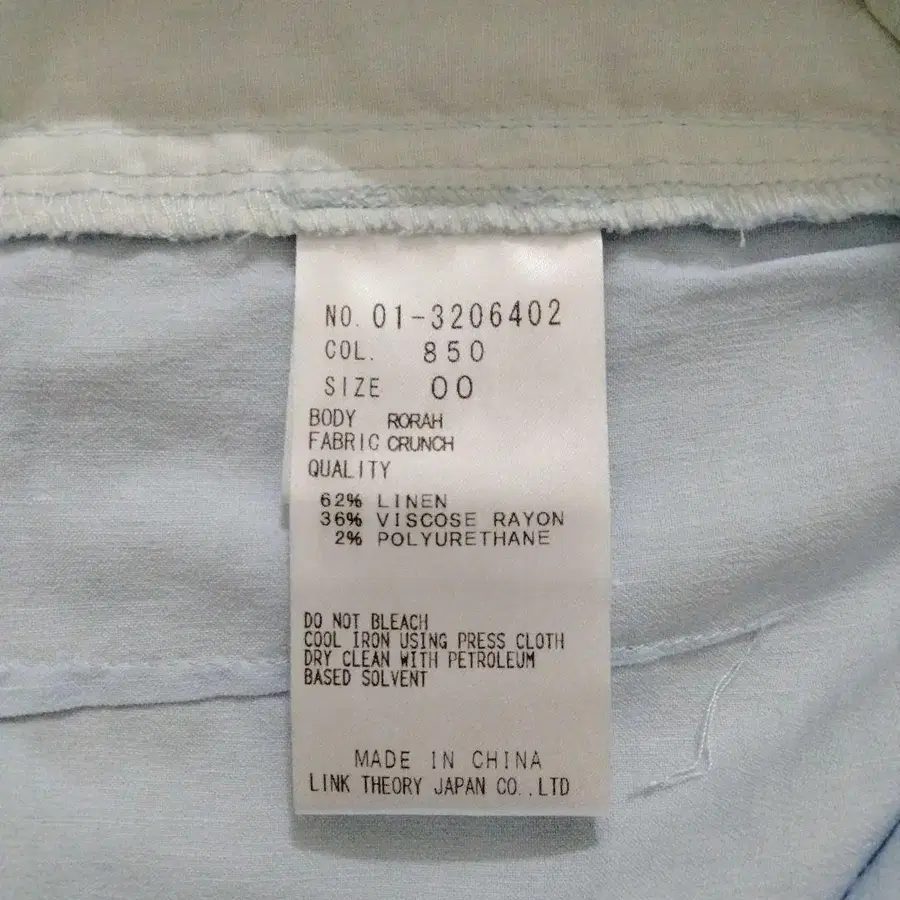 NO. 01-3206402
COL. 850
SIZE 00
BODY RORAH
FABRIC CRUNCH
QUALITY
62% LINEN
36% VISCOSE RAYON
2% POLYURETHANE
DO NOT BLEACH
COOL IRON USING PRESS CLOTH
DRY CLEAN WITH PETROLEUM
BASED SOLVENT
MADE IN CHINA
LINK THEORY JAPAN CO.,LTD